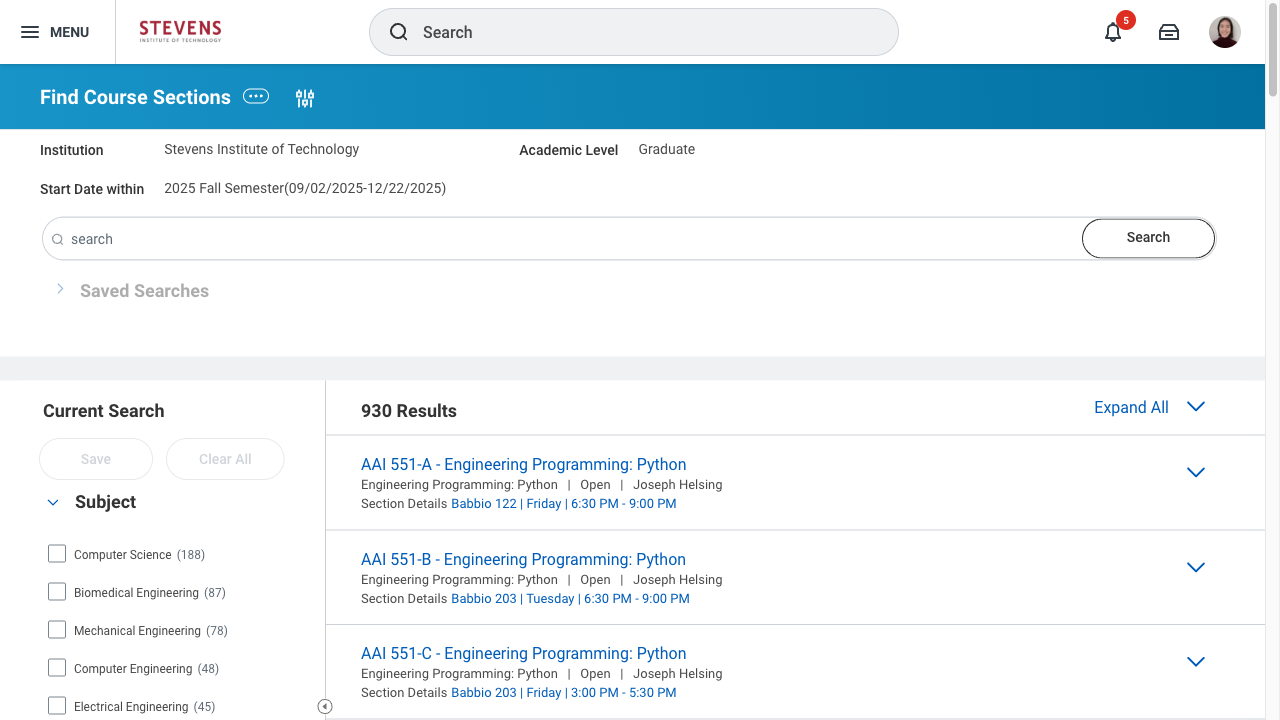 MENU
STEVENS
INSTITUTE OF TECHNOLOGY
Search
5
Find Course Sections
Institution Stevens Institute of Technology Academic Level Graduate
Start Date within 2025 Fall Semester(09/02/2025-12/22/2025)
search Search
Saved Searches
Current Search
Save Clear All
Subject
Computer Science (188)
Biomedical Engineering (87)
Mechanical Engineering (78)
Computer Engineering (48)
Electrical Engineering (45)
930 Results Expand All
AAI 551-A - Engineering Programming: Python
Engineering Programming: Python | Open | Joseph Helsing
Section Details Babbio 122 | Friday | 6:30 PM - 9:00 PM
AAI 551-B - Engineering Programming: Python
Engineering Programming: Python | Open | Joseph Helsing
Section Details Babbio 203 | Tuesday | 6:30 PM - 9:00 PM
AAI 551-C - Engineering Programming: Python
Engineering Programming: Python | Open | Joseph Helsing
Section Details Babbio 203 | Friday | 3:00 PM - 5:30 PM